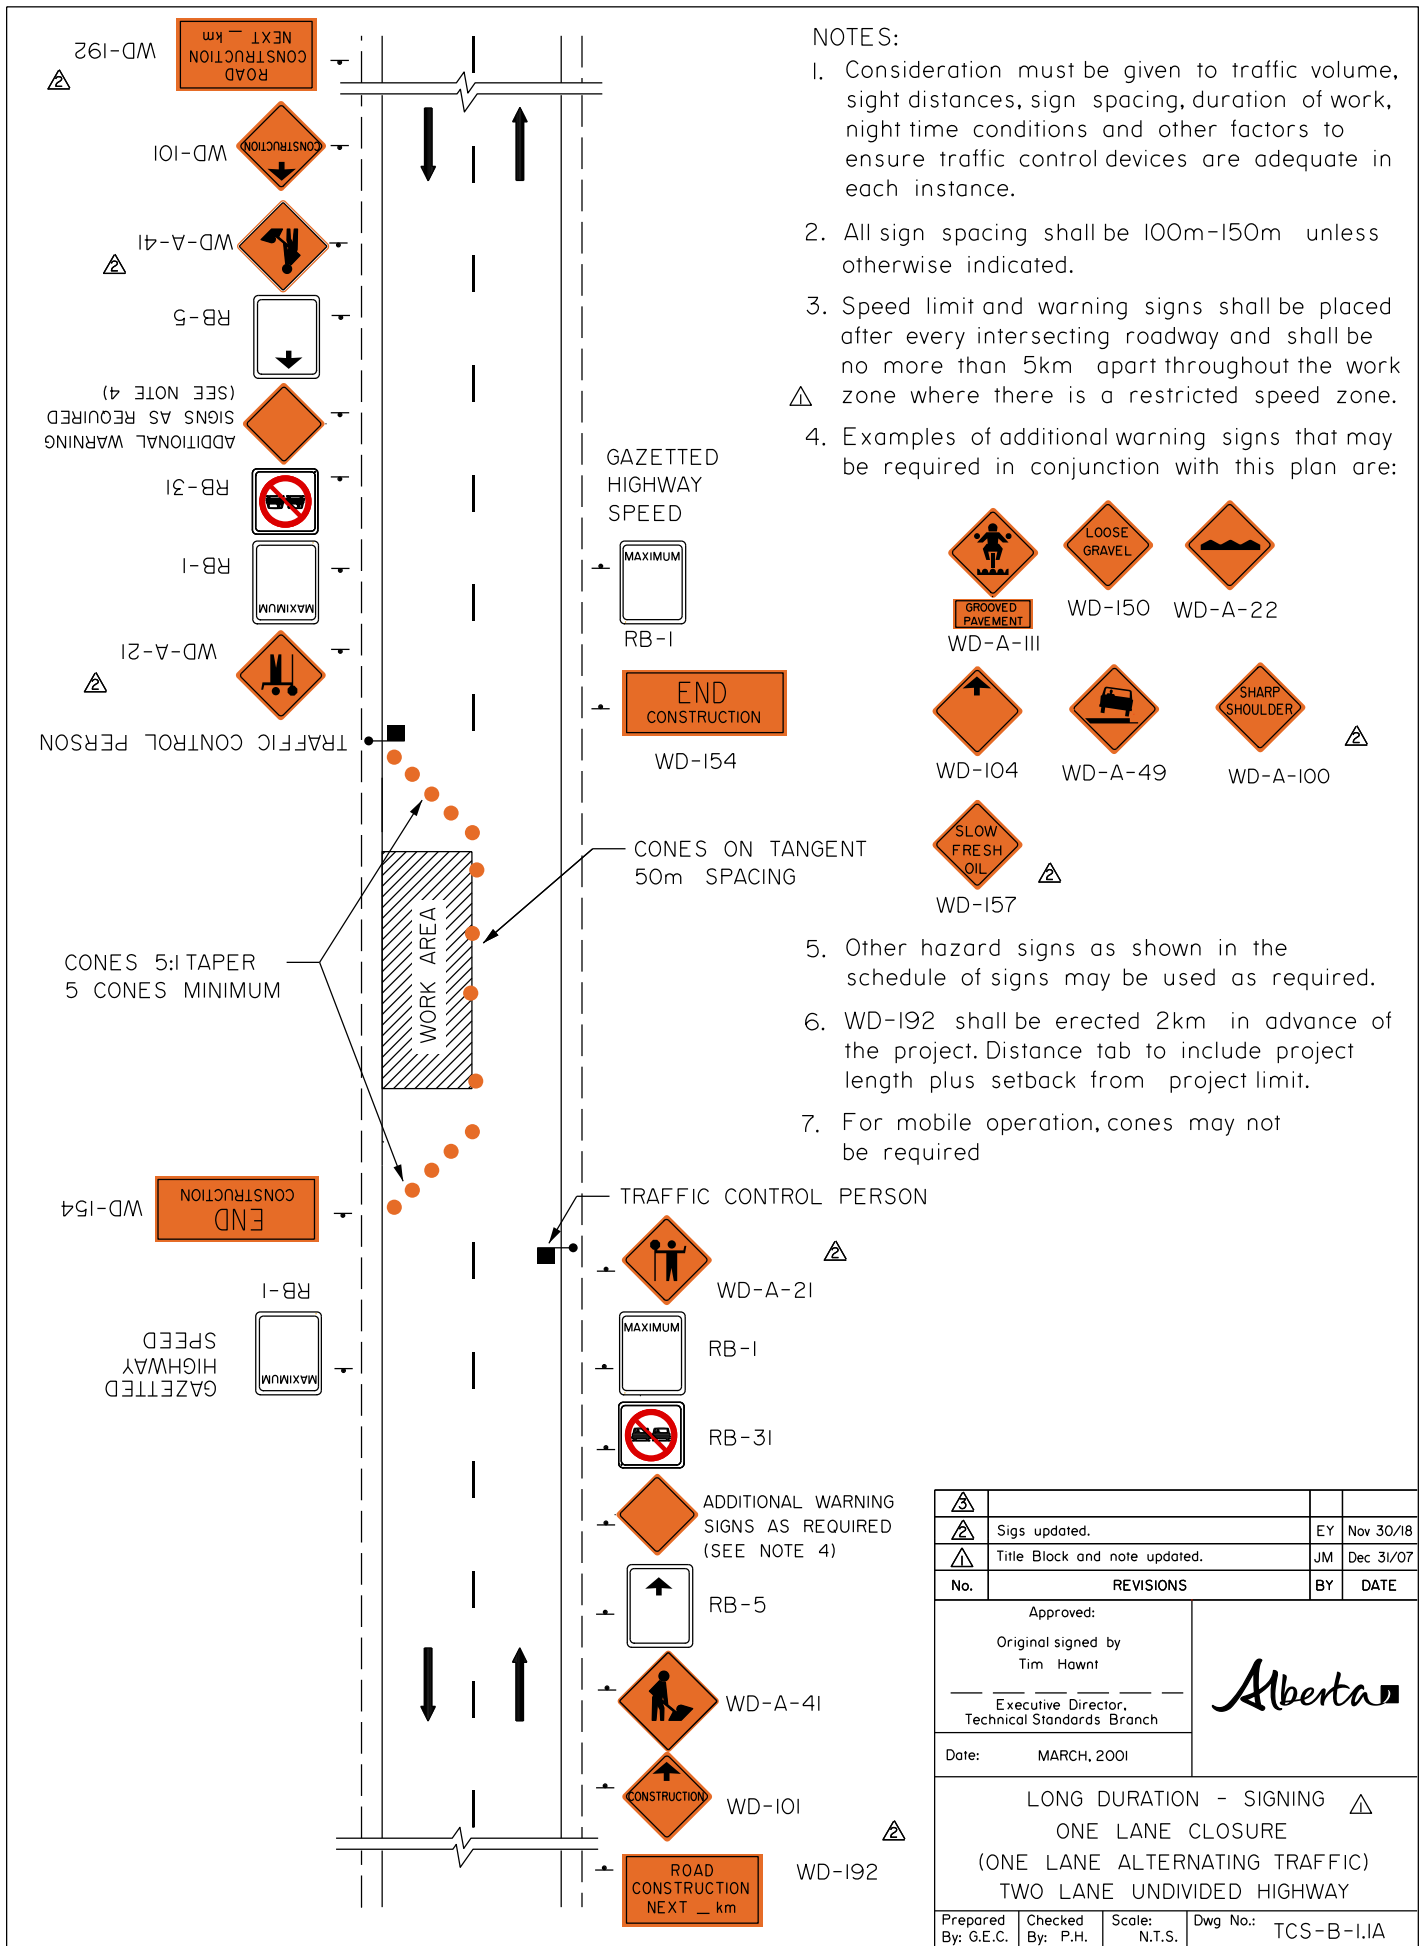 WD-192
ROAD
CONSTRUCTION
NEXT _ km
2
WD-101
CONSTRUCTION
WD-A-41
2
RB-5
ADDITIONAL WARNING
SIGNS AS REQUIRED
(SEE NOTE 4)
RB-31
RB-1
MAXIMUM
WD-A-21
2
TRAFFIC CONTROL PERSON
GAZETTED
HIGHWAY
SPEED
MAXIMUM
RB-1
END
CONSTRUCTION
WD-154
CONES ON TANGENT
50m SPACING
WORK AREA
CONES 5:1 TAPER
5 CONES MINIMUM
WD-154
END
CONSTRUCTION
RB-1
GAZETTED
HIGHWAY
SPEED
MAXIMUM
TRAFFIC CONTROL PERSON
2
WD-A-21
MAXIMUM
RB-1
RB-31
ADDITIONAL WARNING
SIGNS AS REQUIRED
(SEE NOTE 4)
RB-5
WD-A-41
CONSTRUCTION
WD-101
2
ROAD
CONSTRUCTION
NEXT _ km
WD-192
NOTES:
1. Consideration must be given to traffic volume,
sight distances, sign spacing, duration of work,
night time conditions and other factors to
ensure traffic control devices are adequate in
each instance.
2. All sign spacing shall be 100m-150m unless
otherwise indicated.
3. Speed limit and warning signs shall be placed
after every intersecting roadway and shall be
no more than 5km apart throughout the work
1 zone where there is a restricted speed zone.
4. Examples of additional warning signs that may
be required in conjunction with this plan are:
GROOVED
PAVEMENT
WD-A-111
LOOSE
GRAVEL
WD-150
WD-A-22
WD-104
WD-A-49
SHARP
SHOULDER
WD-A-100
2
SLOW
FRESH
OIL
WD-157
2
5. Other hazard signs as shown in the
schedule of signs may be used as required.
6. WD-192 shall be erected 2km in advance of
the project. Distance tab to include project
length plus setback from project limit.
7. For mobile operation, cones may not
be required
3
2 Sigs updated. EY Nov 30/18
1 Title Block and note updated. JM Dec 31/07
No. REVISIONS BY DATE
Approved:
Original signed by
Tim Hawnt
Executive Director,
Technical Standards Branch
Date: MARCH, 2001
Alberta
LONG DURATION - SIGNING 1
ONE LANE CLOSURE
(ONE LANE ALTERNATING TRAFFIC)
TWO LANE UNDIVIDED HIGHWAY
Prepared
By: G.E.C.
Checked
By: P.H.
Scale:
N.T.S.
Dwg No.: TCS-B-1.1A